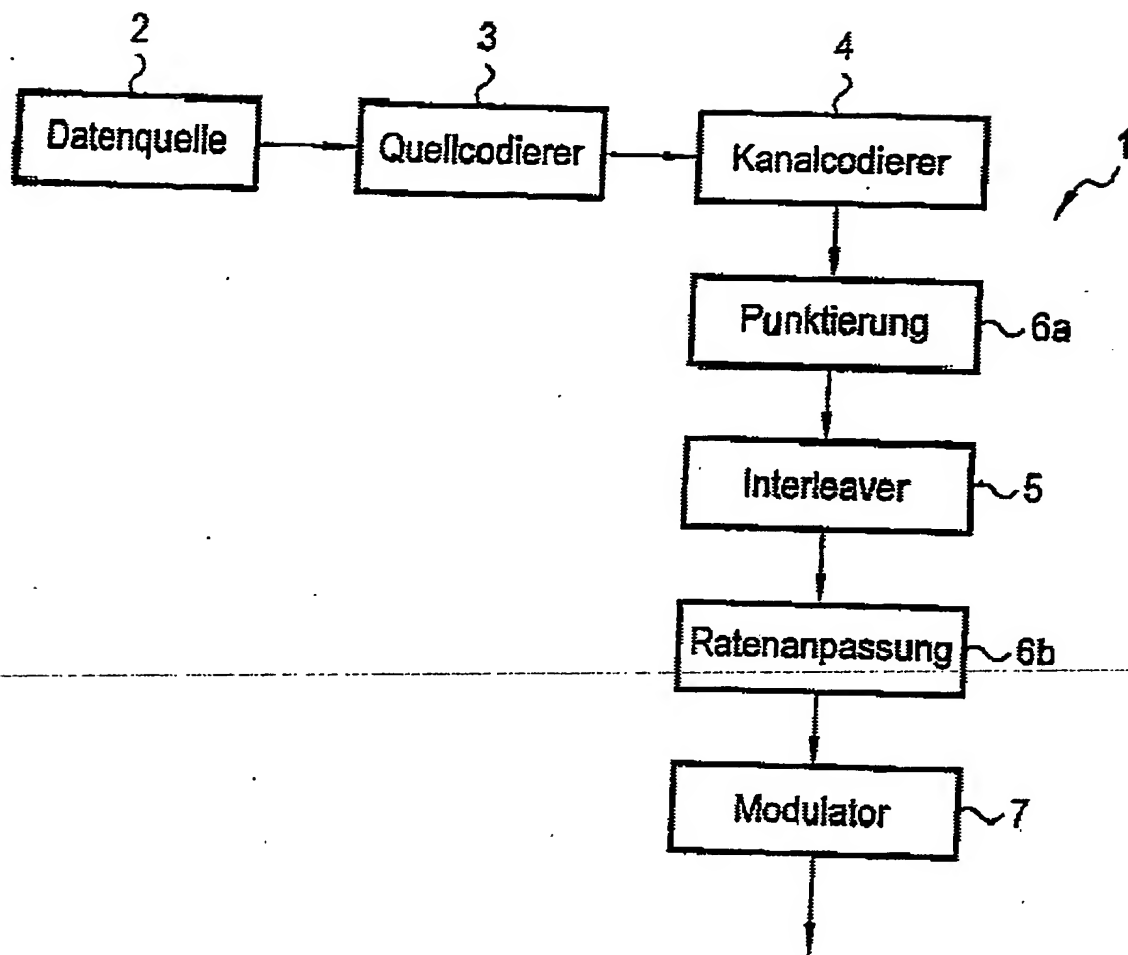 2
3
4
Datenquelle
Quellcodierer
Kanalcodierer
1
Punktierung
6a
Interleaver
5
Ratenanpassung
6b
Modulator
7